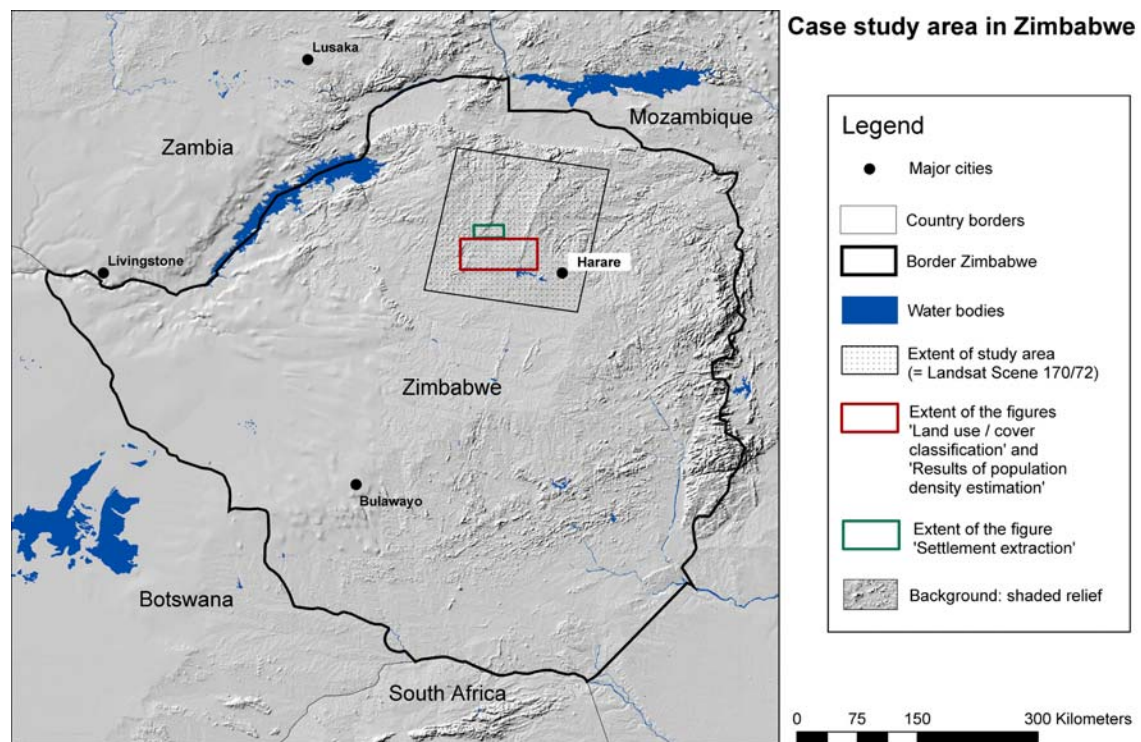 Case study area in Zimbabwe
Lusaka
Mozambique
Zambia
Livingstone
Harare
Zimbabwe
Bulawayo
Botswana
South Africa
Legend
Major cities
Country borders
Border Zimbabwe
Water bodies
Extent of study area
(= Landsat Scene 170/72)
Extent of the figures
'Land use / cover
classification' and
'Results of population
density estimation'
Extent of the figure
'Settlement extraction'
Background: shaded relief
0 75 150 300 Kilometers